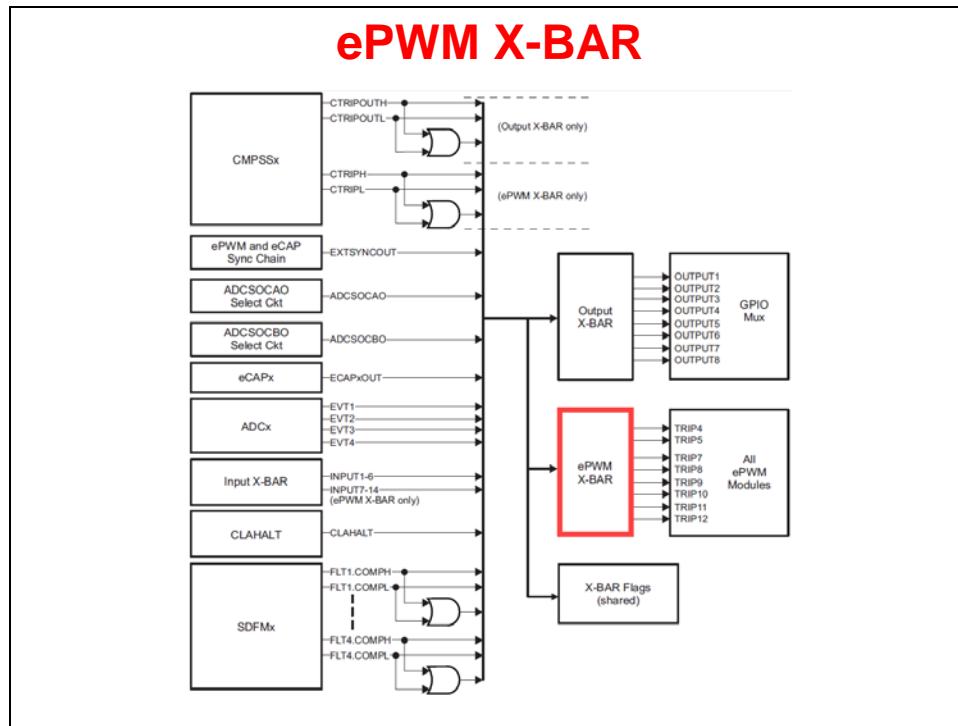 ePWM X-BAR
CTRIPOUTH
CTRIPOUTL
(Output X-BAR only)
CMPSSx
CTRIPH
CTRIPL
(ePWM X-BAR only)
ePWM and eCAP
Sync Chain
EXTSYNCOUT
ADCSOCAO
Select Ckt
ADCSOCAO
ADCSOCBO
Select Ckt
ADCSOCBO
eCAPx
ECAPxOUT
ADCx
EVT1
EVT2
EVT3
EVT4
Input X-BAR
INPUT1-6
INPUT7-14
(ePWM X-BAR only)
CLAHALT
CLAHALT
SDFMx
FLT1.COMPH
FLT1.COMPL
FLT4.COMPH
FLT4.COMPL
Output
X-BAR
OUTPUT1
OUTPUT2
OUTPUT3
OUTPUT4
OUTPUT5
OUTPUT6
OUTPUT7
OUTPUT8
GPIO
Mux
ePWM
X-BAR
TRIP4
TRIP5
TRIP7
TRIP8
TRIP9
TRIP10
TRIP11
TRIP12
All
ePWM
Modules
X-BAR Flags
(shared)